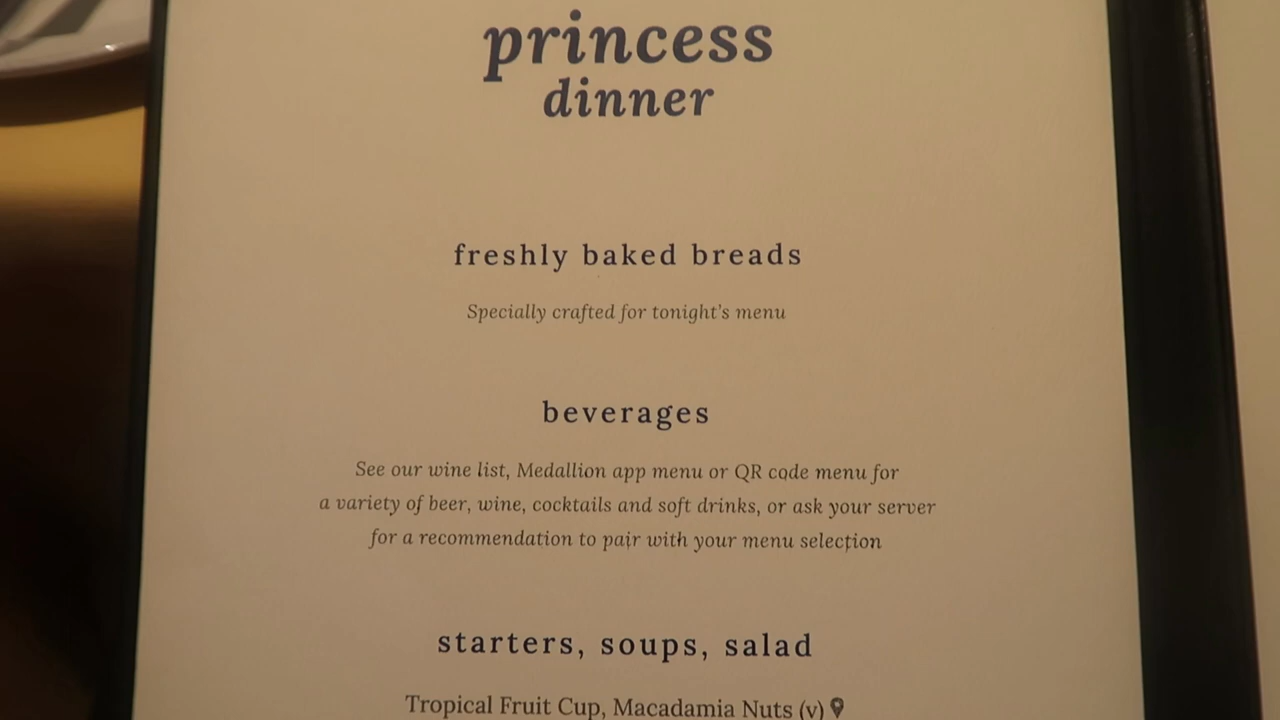 princess
dinner
freshly baked breads
Specially crafted for tonight's menu
beverages
See our wine list, Medallion app menu or QR code menu for
a variety of beer, wine, cocktails and soft drinks, or ask your server
for a recommendation to pair with your menu selection
starters, soups, salad
Tropical Fruit Cup, Macadamia Nuts (v)